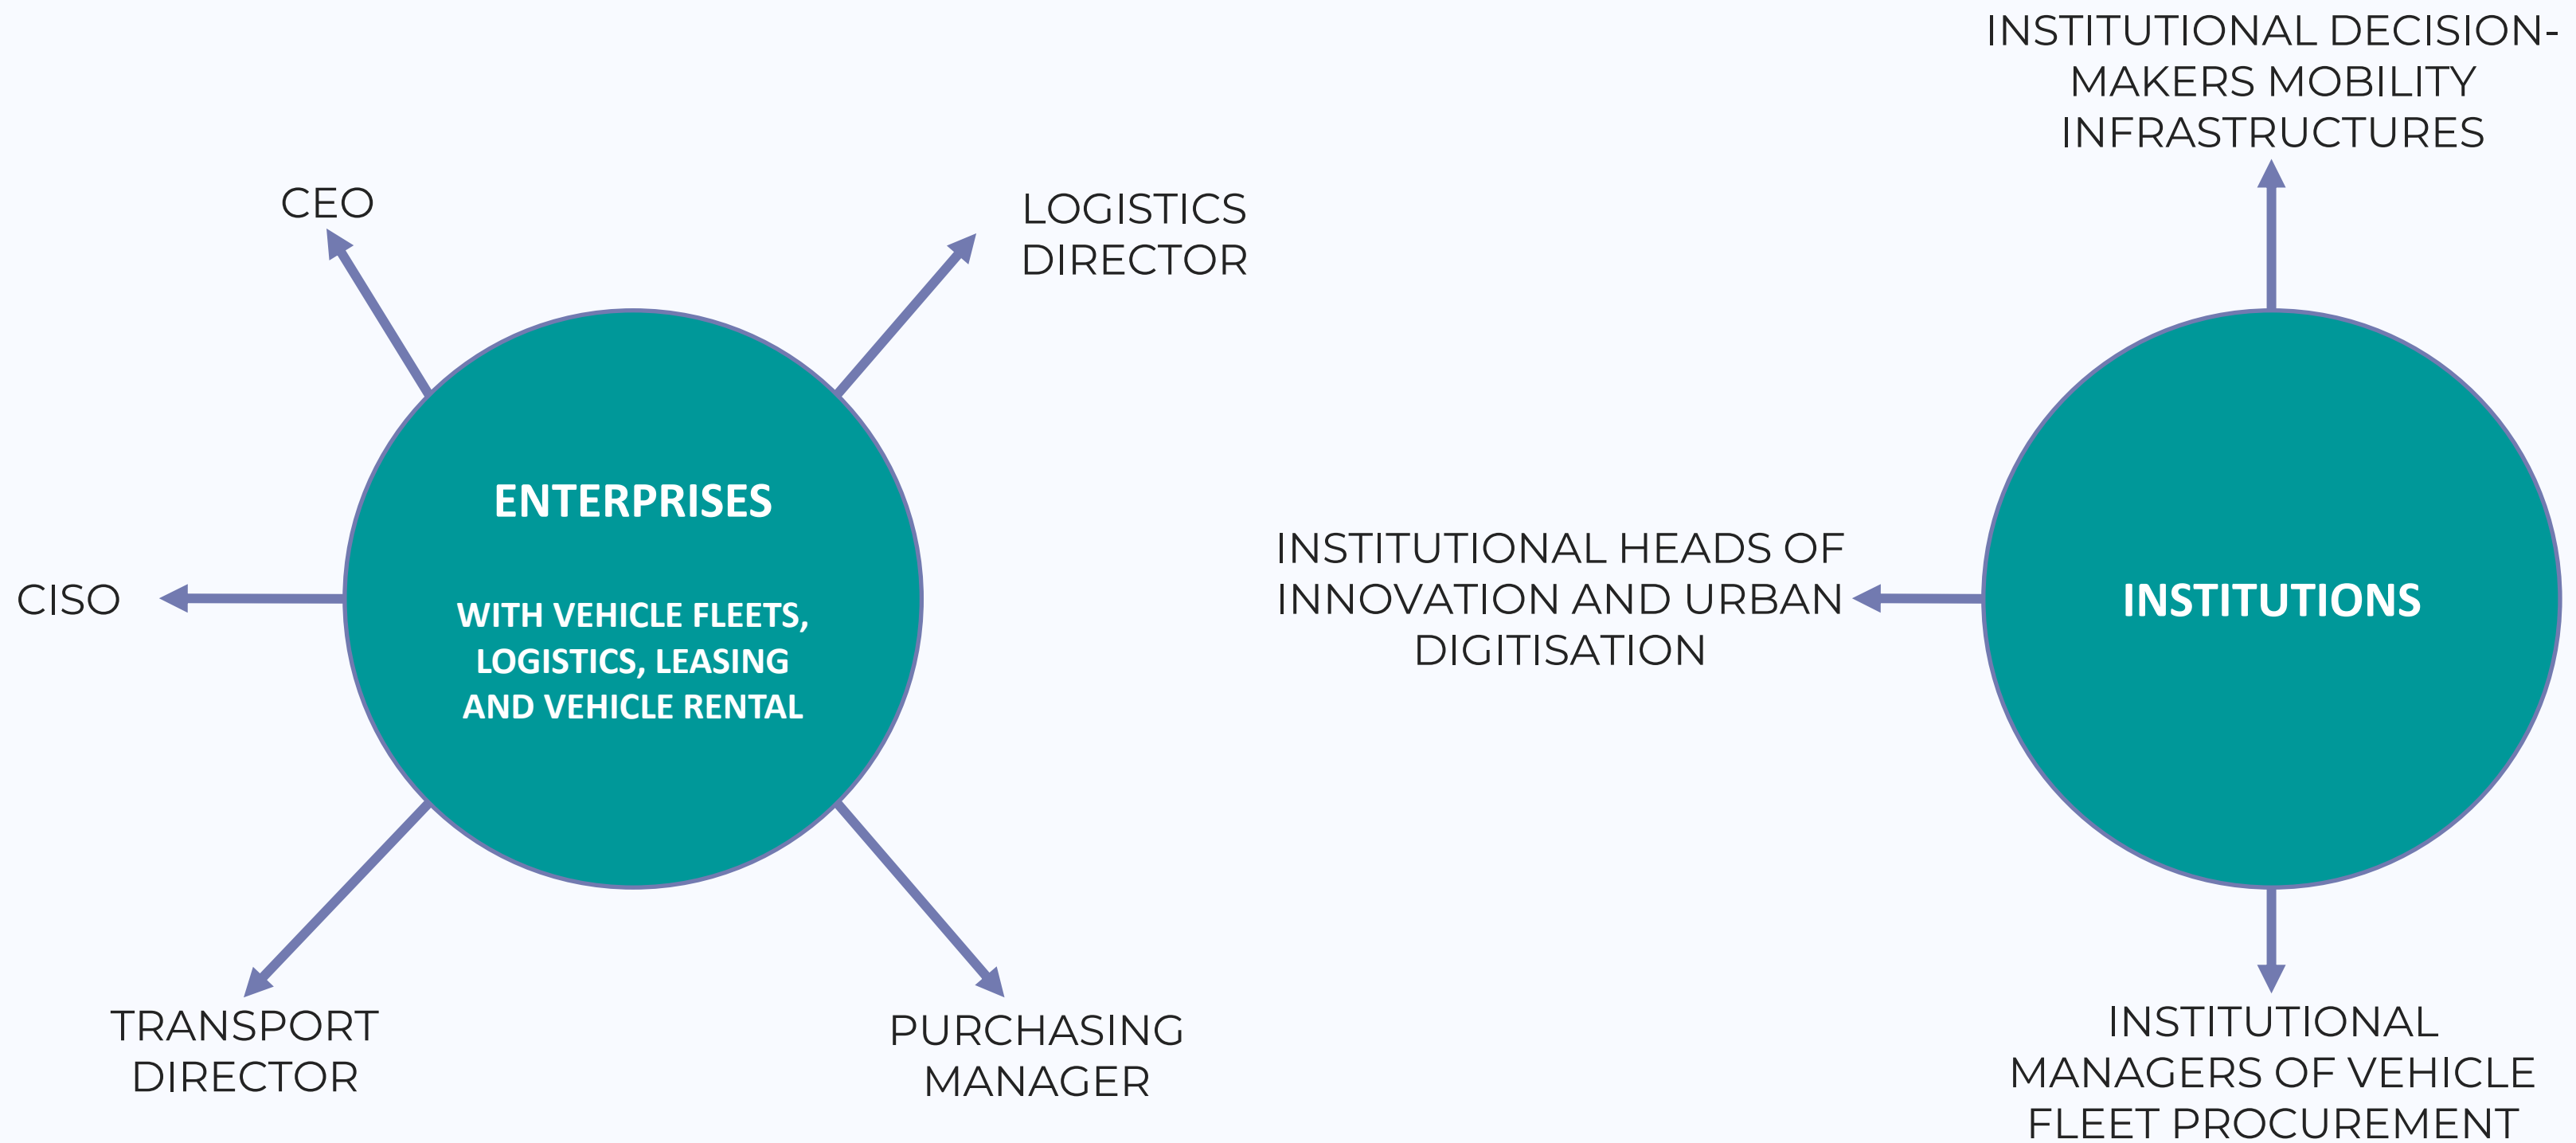 CEO
LOGISTICS
DIRECTOR
ENTERPRISES
WITH VEHICLE FLEETS,
LOGISTICS, LEASING
AND VEHICLE RENTAL
CISO
TRANSPORT
DIRECTOR
PURCHASING
MANAGER
INSTITUTIONAL DECISION-
MAKERS MOBILITY
INFRASTRUCTURES
INSTITUTIONAL HEADS OF
INNOVATION AND URBAN
DIGITISATION
INSTITUTIONS
INSTITUTIONAL
MANAGERS OF VEHICLE
FLEET PROCUREMENT